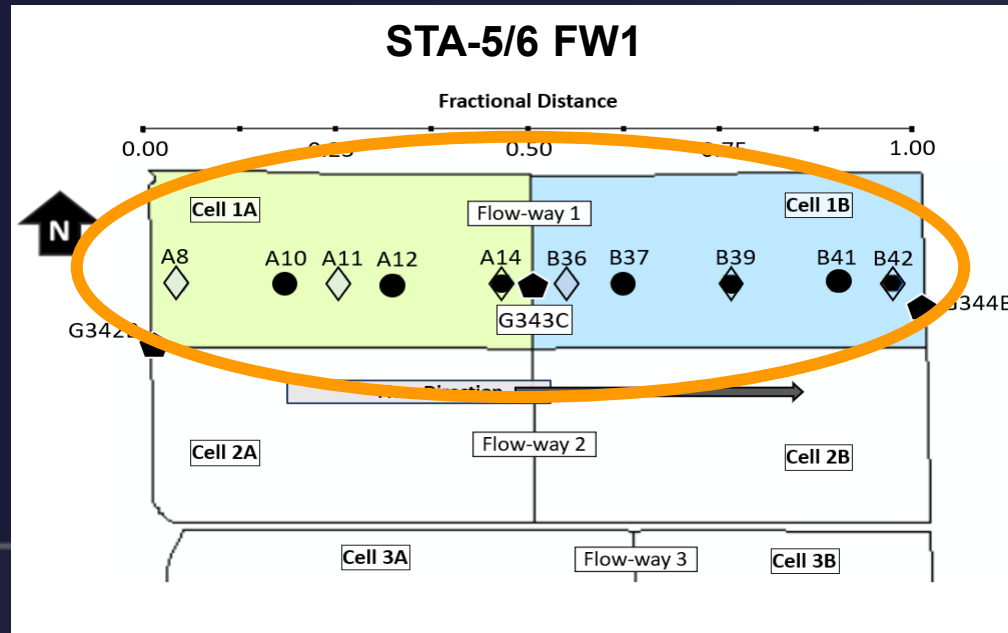 STA-5/6 FW1
Fractional Distance
0.00 0.50 1.00
N
Cell 1A Flow-way 1 Cell 1B
A8 A10 A11 A12 A14 B36 B37 B39 B41 B42
G343C
Cell 2A Flow-way 2 Cell 2B
Cell 3A Flow-way 3 Cell 3B